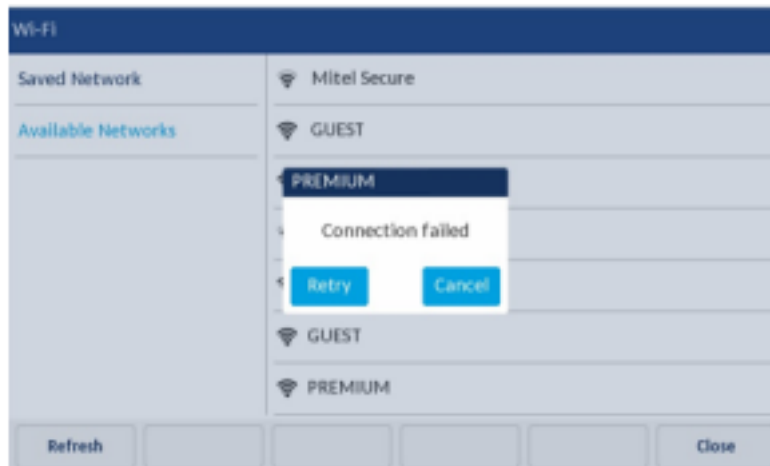 Wi-Fi
Saved Network
Available Networks
Mitel Secure
GUEST
PREMIUM
Connection failed
Retry Cancel
GUEST
PREMIUM
Refresh Close